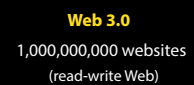 Web 3.0
1,000,000,000 websites
(read-write Web)